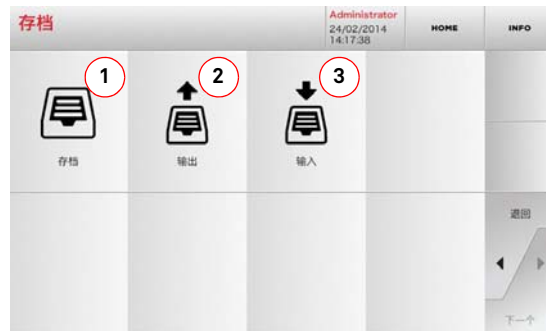 存档
Administrator
24/02/2014
14:17:38
HOME
INFO
1
2
3
存档
输出
输入
退回
下一个